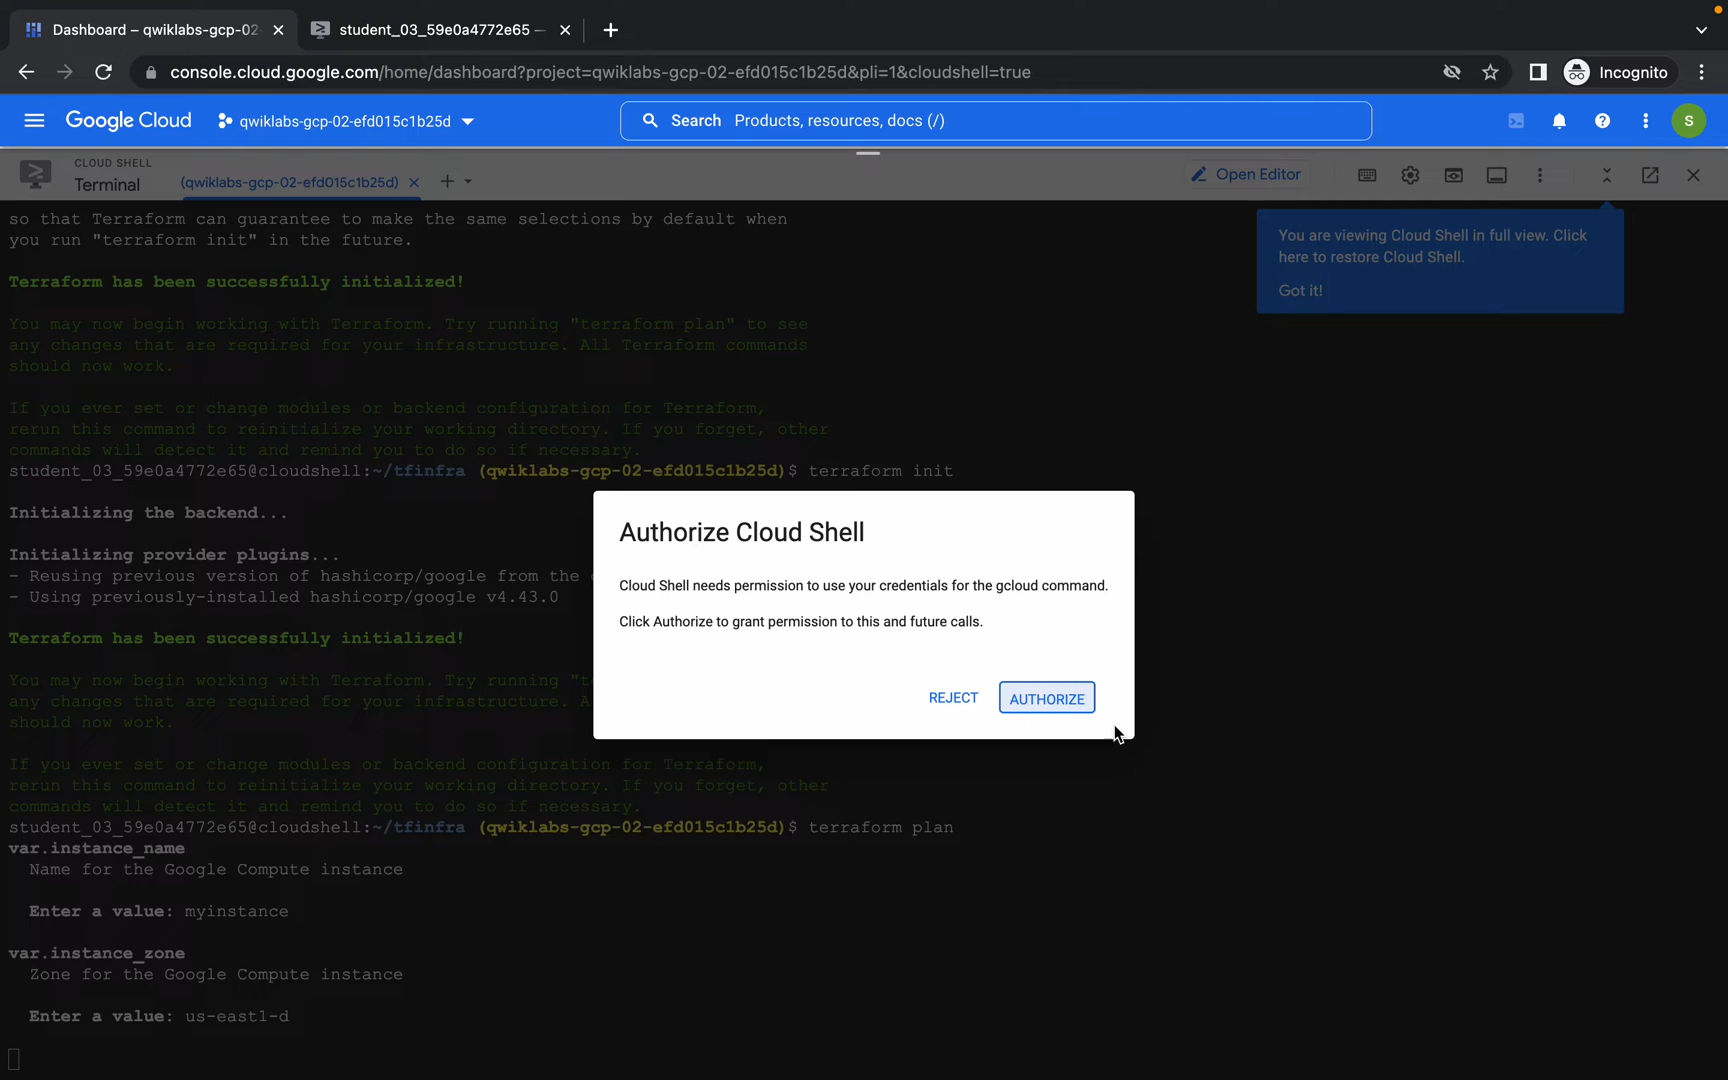 Dashboard – qwiklabs-gcp-02
student_03_59e0a4772e65 –
console.cloud.google.com/home/dashboard?project=qwiklabs-gcp-02-efd015c1b25d&pli=1&cloudshell=true
Incognito
Google Cloud
qwiklabs-gcp-02-efd015c1b25d
Search Products, resources, docs (/)
S
CLOUD SHELL
Terminal
(qwiklabs-gcp-02-efd015c1b25d)
Open Editor
so that Terraform can guarantee to make the same selections by default when
you run "terraform init" in the future.
You are viewing Cloud Shell in full view. Click
here to restore Cloud Shell.
Got it!
Terraform has been successfully initialized!
You may now begin working with Terraform. Try running "terraform plan" to see
any changes that are required for your infrastructure. All Terraform commands
should now work.
If you ever set or change modules or backend configuration for Terraform,
rerun this command to reinitialize your working directory. If you forget, other
commands will detect it and remind you to do so if necessary.
student_03_59e0a4772e65@cloudshell:~/tfinfra (qwiklabs-gcp-02-efd015c1b25d)$ terraform init
Initializing the backend...
Initializing provider plugins...
- Reusing previous version of hashicorp/google from the
- Using previously-installed hashicorp/google v4.43.0
Terraform has been successfully initialized!
You may now begin working with Terraform. Try running "t
any changes that are required for your infrastructure. A
should now work.
Authorize Cloud Shell
Cloud Shell needs permission to use your credentials for the gcloud command.
Click Authorize to grant permission to this and future calls.
REJECT
AUTHORIZE
If you ever set or change modules or backend configuration for Terraform,
rerun this command to reinitialize your working directory. If you forget, other
commands will detect it and remind you to do so if necessary.
student_03_59e0a4772e65@cloudshell:~/tfinfra (qwiklabs-gcp-02-efd015c1b25d)$ terraform plan
var.instance_name
Name for the Google Compute instance
Enter a value: myinstance
var.instance_zone
Zone for the Google Compute instance
Enter a value: us-east1-d